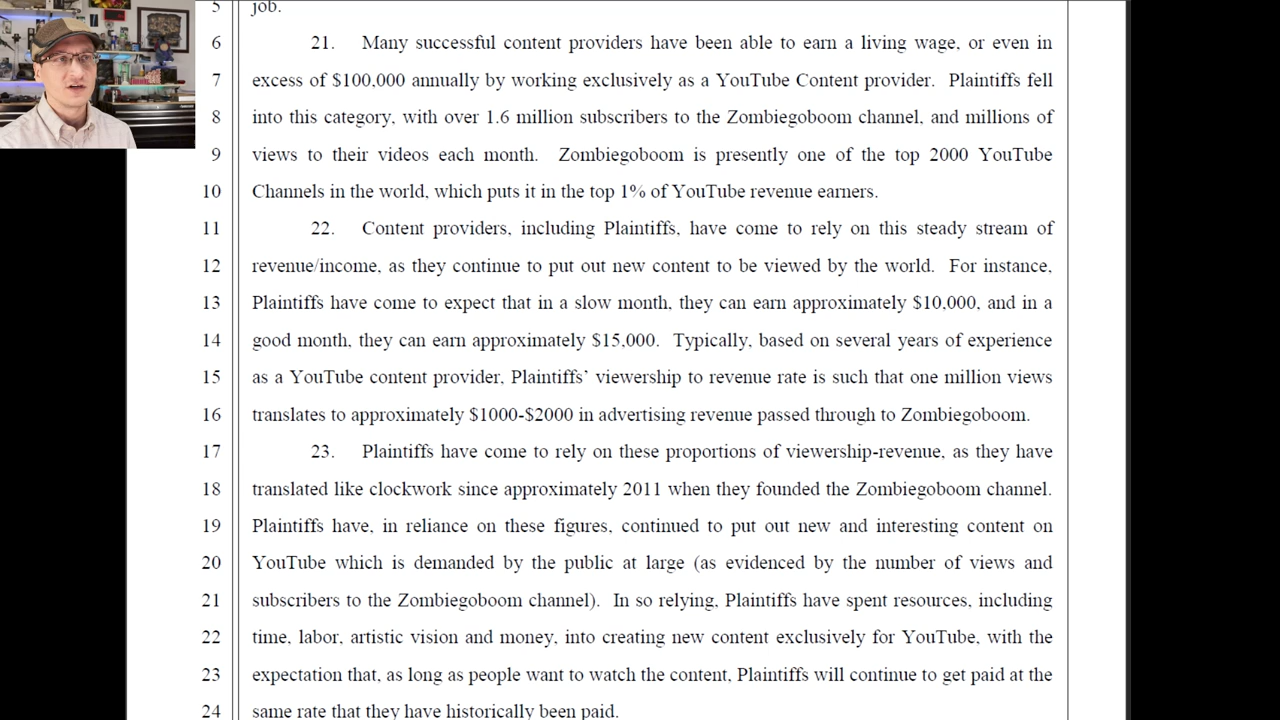 5 job.
6 21. Many successful content providers have been able to earn a living wage, or even in
7 excess of $100,000 annually by working exclusively as a YouTube Content provider. Plaintiffs fell
8 into this category, with over 1.6 million subscribers to the Zombiegoboom channel, and millions of
9 views to their videos each month. Zombiegoboom is presently one of the top 2000 YouTube
10 Channels in the world, which puts it in the top 1% of YouTube revenue earners.
11 22. Content providers, including Plaintiffs, have come to rely on this steady stream of
12 revenue/income, as they continue to put out new content to be viewed by the world. For instance,
13 Plaintiffs have come to expect that in a slow month, they can earn approximately $10,000, and in a
14 good month, they can earn approximately $15,000. Typically, based on several years of experience
15 as a YouTube content provider, Plaintiffs’ viewership to revenue rate is such that one million views
16 translates to approximately $1000-$2000 in advertising revenue passed through to Zombiegoboom.
17 23. Plaintiffs have come to rely on these proportions of viewership-revenue, as they have
18 translated like clockwork since approximately 2011 when they founded the Zombiegoboom channel.
19 Plaintiffs have, in reliance on these figures, continued to put out new and interesting content on
20 YouTube which is demanded by the public at large (as evidenced by the number of views and
21 subscribers to the Zombiegoboom channel). In so relying, Plaintiffs have spent resources, including
22 time, labor, artistic vision and money, into creating new content exclusively for YouTube, with the
23 expectation that, as long as people want to watch the content, Plaintiffs will continue to get paid at the
24 same rate that they have historically been paid.